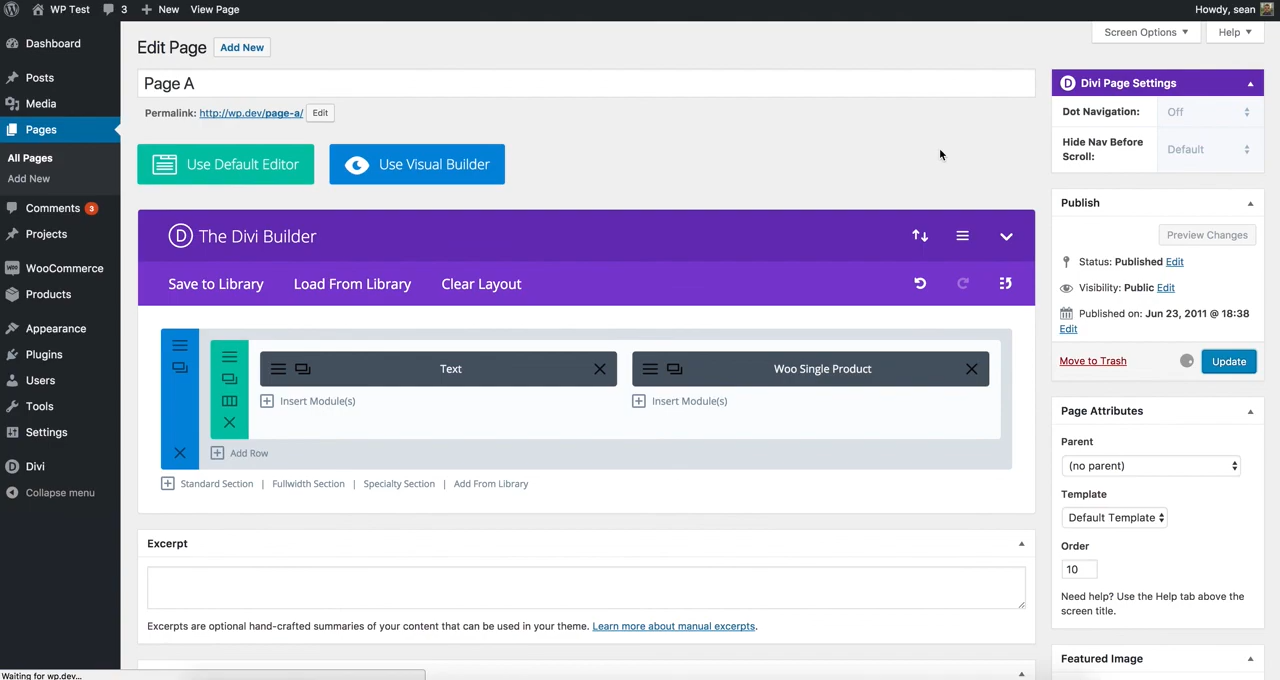 WP Test 3 New View Page Howdy, sean
Dashboard
Posts
Media
Pages
All Pages
Add New
Comments 3
Projects
WooCommerce
Products
Appearance
Plugins
Users
Tools
Settings
Divi
Collapse menu
Screen Options Help
Edit Page Add New
Page A
Permalink: http://wp.dev/page-a/ Edit
Use Default Editor Use Visual Builder
The Divi Builder
Save to Library Load From Library Clear Layout
Text Woo Single Product
Insert Module(s) Insert Module(s)
Add Row
Standard Section | Fullwidth Section | Specialty Section | Add From Library
Excerpt
Excerpts are optional hand-crafted summaries of your content that can be used in your theme. Learn more about manual excerpts.
Divi Page Settings
Dot Navigation: Off
Hide Nav Before Scroll: Default
Publish
Preview Changes
Status: Published Edit
Visibility: Public Edit
Published on: Jun 23, 2011 @ 18:38
Edit
Move to Trash Update
Page Attributes
Parent
(no parent)
Template
Default Template
Order
10
Need help? Use the Help tab above the
screen title.
Featured Image
Waiting for wp.dev...